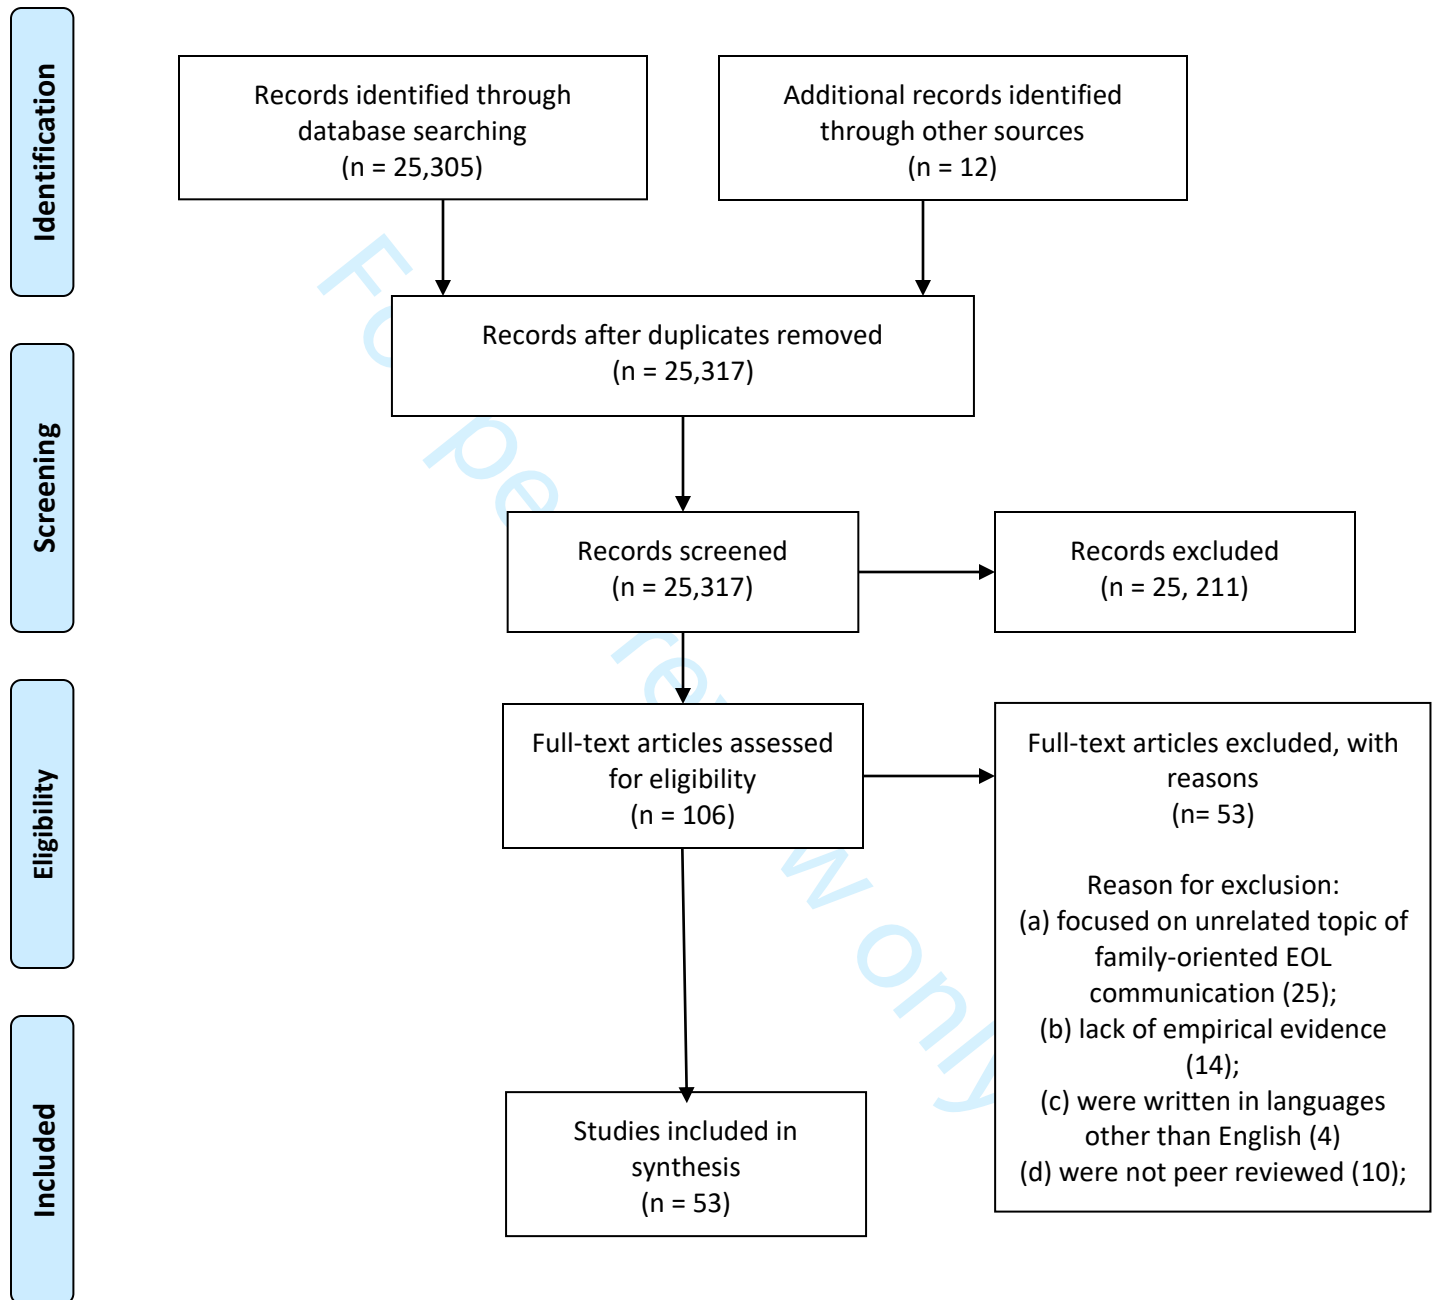 Identification
Records identified through
database searching
(n = 25,305)
Additional records identified
through other sources
(n = 12)
Records after duplicates removed
(n = 25,317)
Screening
Records screened
(n = 25,317)
Records excluded
(n = 25, 211)
Eligibility
Full-text articles assessed
for eligibility
(n = 106)
Full-text articles excluded, with
reasons
(n= 53)
Reason for exclusion:
(a) focused on unrelated topic of
family-oriented EOL
communication (25);
(b) lack of empirical evidence
(14);
(c) were written in languages
other than English (4)
(d) were not peer reviewed (10);
Included
Studies included in
synthesis
(n = 53)
For peer review only